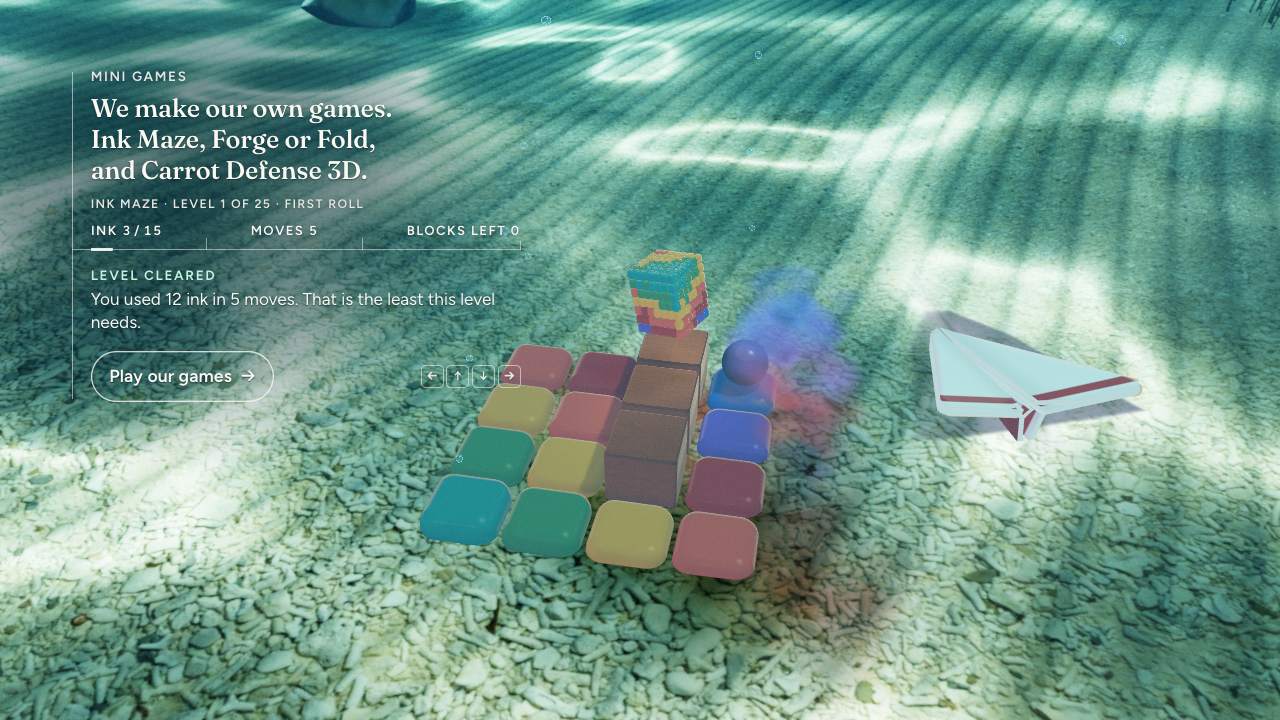 MINI GAMES
We make our own games.
Ink Maze, Forge or Fold,
and Carrot Defense 3D.
INK MAZE · LEVEL 1 OF 25 · FIRST ROLL
INK 3 / 15 MOVES 5 BLOCKS LEFT 0
LEVEL CLEARED
You used 12 ink in 5 moves. That is the least this level
needs.
Play our games →
← ↑ ↓ →